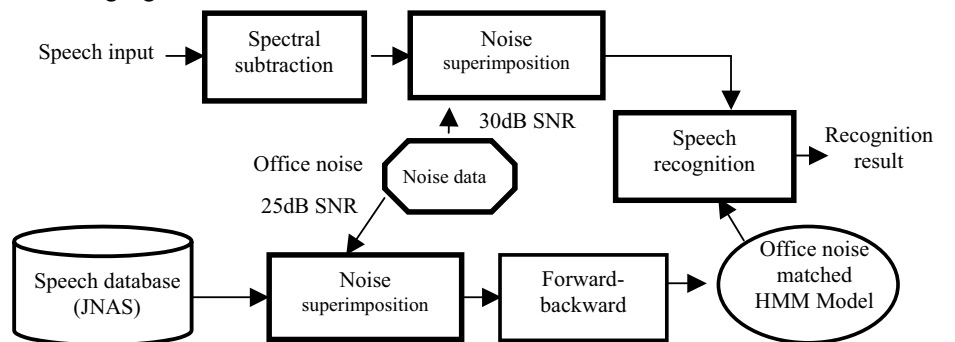 Speech input
Spectral
subtraction
Noise
superimposition
30dB SNR
Speech
recognition
Recognition
result
Office noise
Noise data
25dB SNR
Speech database
(JNAS)
Noise
superimposition
Forward-
backward
Office noise
matched
HMM Model